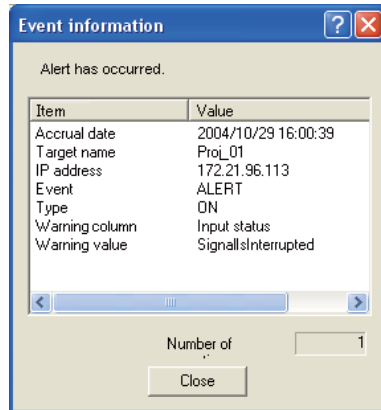 Event information
Alert has occurred.
Item Value
Accrual date 2004/10/29 16:00:39
Target name Proj_01
IP address 172.21.96.113
Event ALERT
Type ON
Warning column Input status
Warning value SignalIsInterrupted
Number of
1
Close